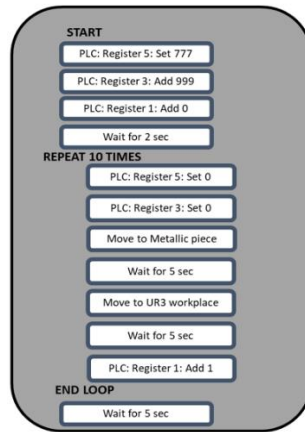 START
PLC: Register 5: Set 777
PLC: Register 3: Add 999
PLC: Register 1: Add 0
Wait for 2 sec
REPEAT 10 TIMES
PLC: Register 5: Set 0
PLC: Register 3: Set 0
Move to Metallic piece
Wait for 5 sec
Move to UR3 workplace
Wait for 5 sec
PLC: Register 1: Add 1
END LOOP
Wait for 5 sec